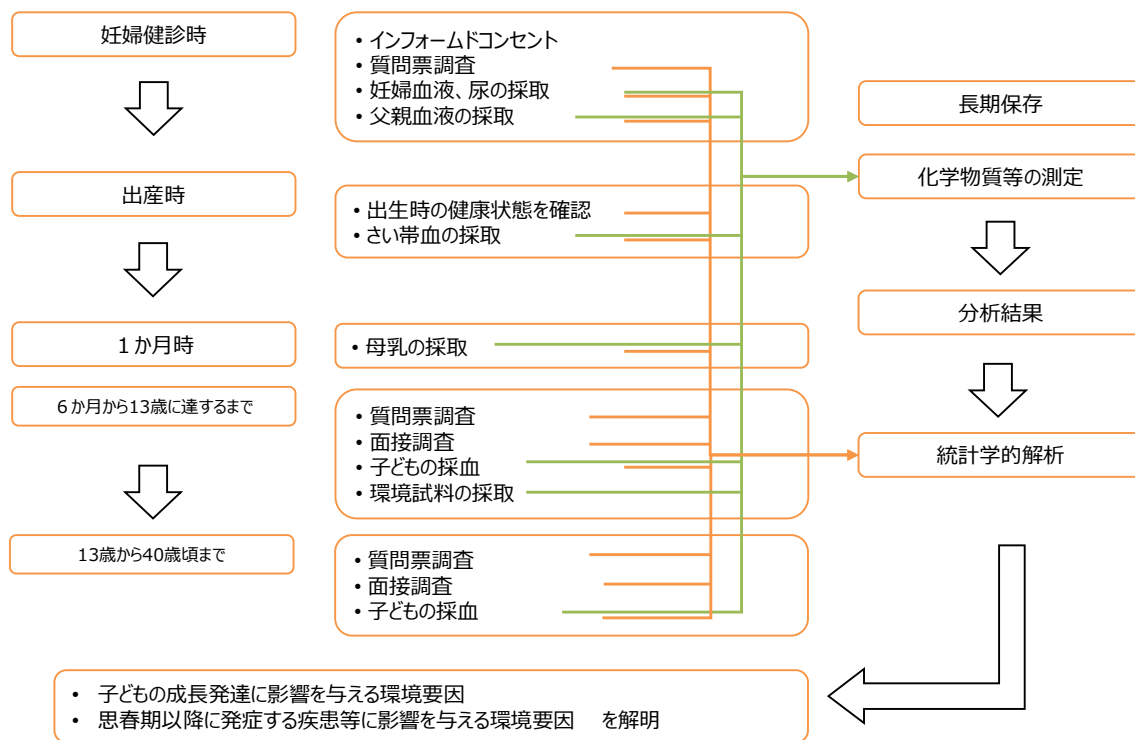 妊婦健診時
出産時
1か月時
6か月から13歳に達するまで
13歳から40歳頃まで
• インフォームドコンセント
• 質問票調査
• 妊婦血液、尿の採取
• 父親血液の採取
• 出生時の健康状態を確認
• さい帯血の採取
• 母乳の採取
• 質問票調査
• 面接調査
• 子どもの採血
• 環境試料の採取
• 質問票調査
• 面接調査
• 子どもの採血
長期保存
化学物質等の測定
分析結果
統計学的解析
• 子どもの成長発達に影響を与える環境要因
• 思春期以降に発症する疾患等に影響を与える環境要因 を解明